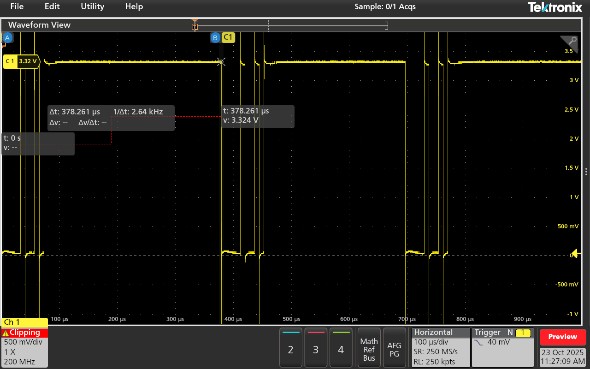 File Edit Utility Help Sample: 0/1 Acqs Tektronix
Waveform View
A B C1
C1 3.32 V
3.5
3 V
2.5 V
Δt: 378.261 µs 1/Δt: 2.64 kHz
Δv: -- Δv/Δt: --
t: 378.261 µs
v: 3.324 V
2 V
t: 0 s
v: --
1.5 V
1 V
500 mV
-500 mV
-1 V
100 µs 200 µs 300 µs 400 µs 500 µs 600 µs 700 µs 800 µs 900 µs
Ch 1
Clipping
500 mV/div
1 X
200 MHz
2 3 4
Math
Ref
Bus
AFG
PG
Horizontal
100 µs/div
SR: 250 MS/s
RL: 250 kpts
Trigger N 1
40 mV
Preview
23 Oct 2025
11:27:09 AM